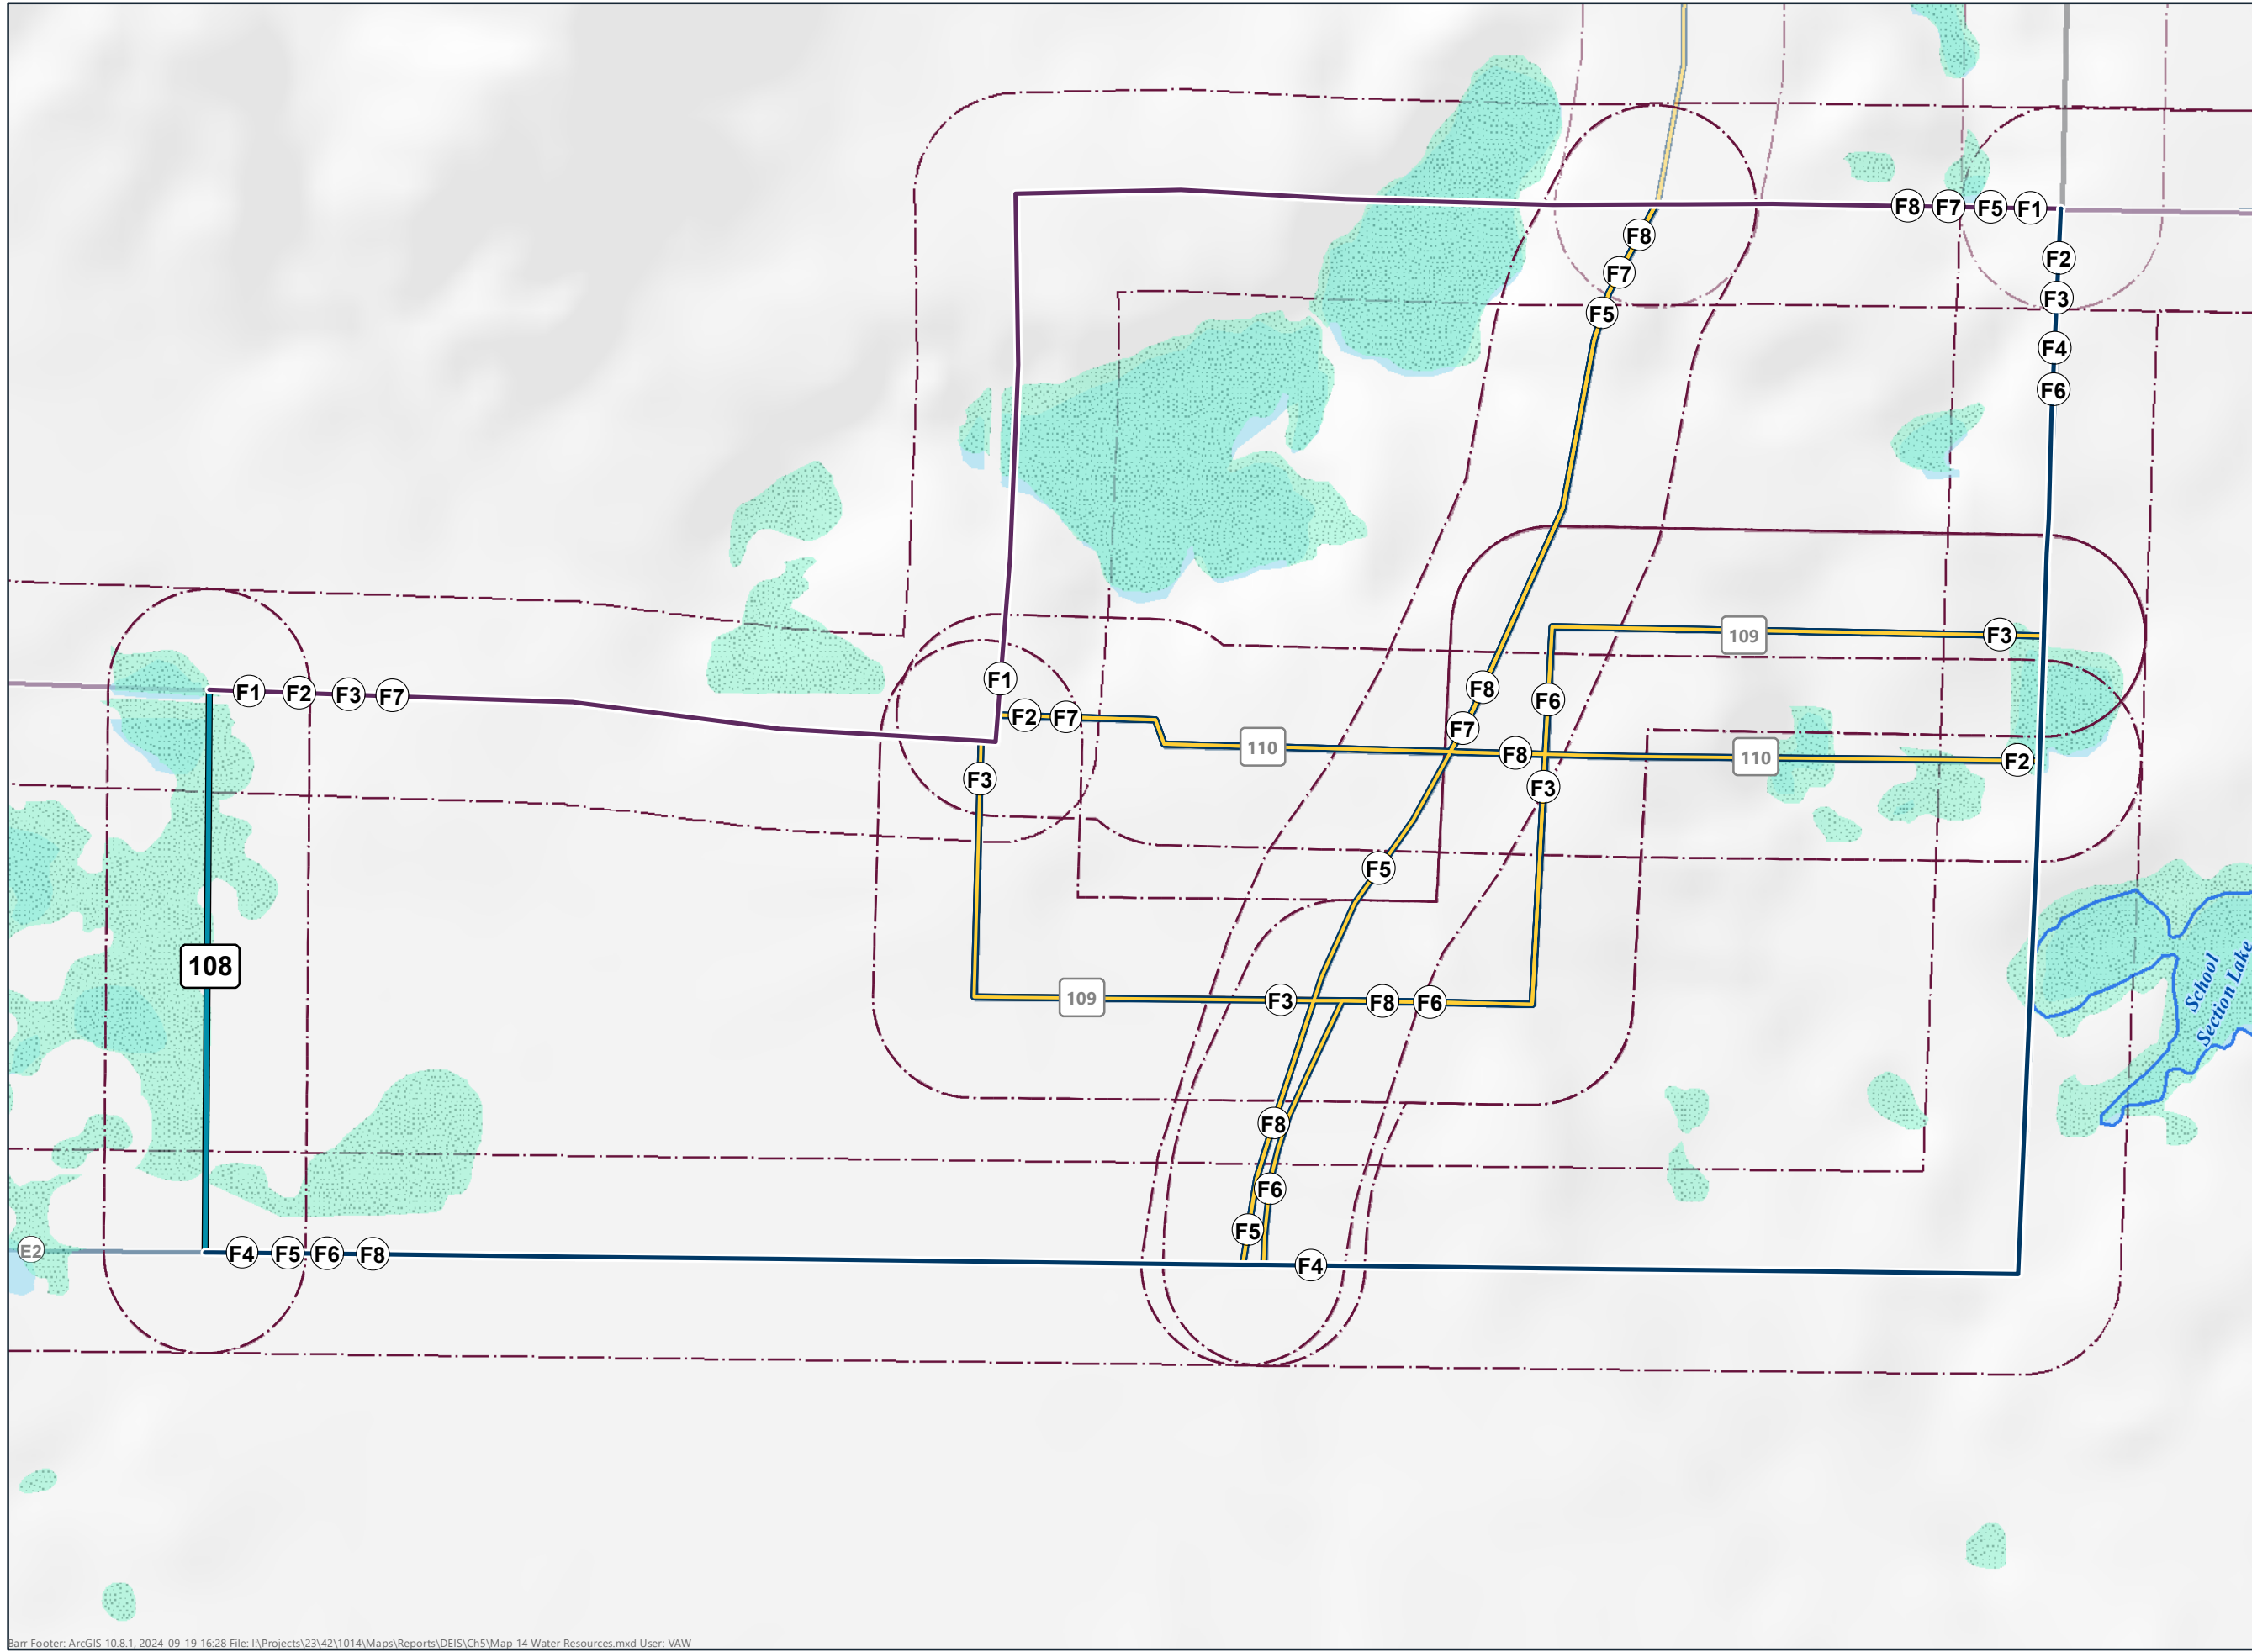 F8 F7 F5 F1
F8
F7
F5
F2
F3
F4
F6
109
F3
F1
F2 F7
F1 F2 F3 F7
F8
F6
F7
110
F8
110
F2
F3
F3
F5
108
School
Section Lake
109
F3
F8
F6
F8
F6
F5
E2
F4 F5 F6 F8
F4
Barr Footer: ArcGIS 10.8.1, 2024-09-19 16:28 File: I:\Projects\23\42\1014\Maps\Reports\DEIS\Ch5\Map 14 Water Resources.mxd User: VAW